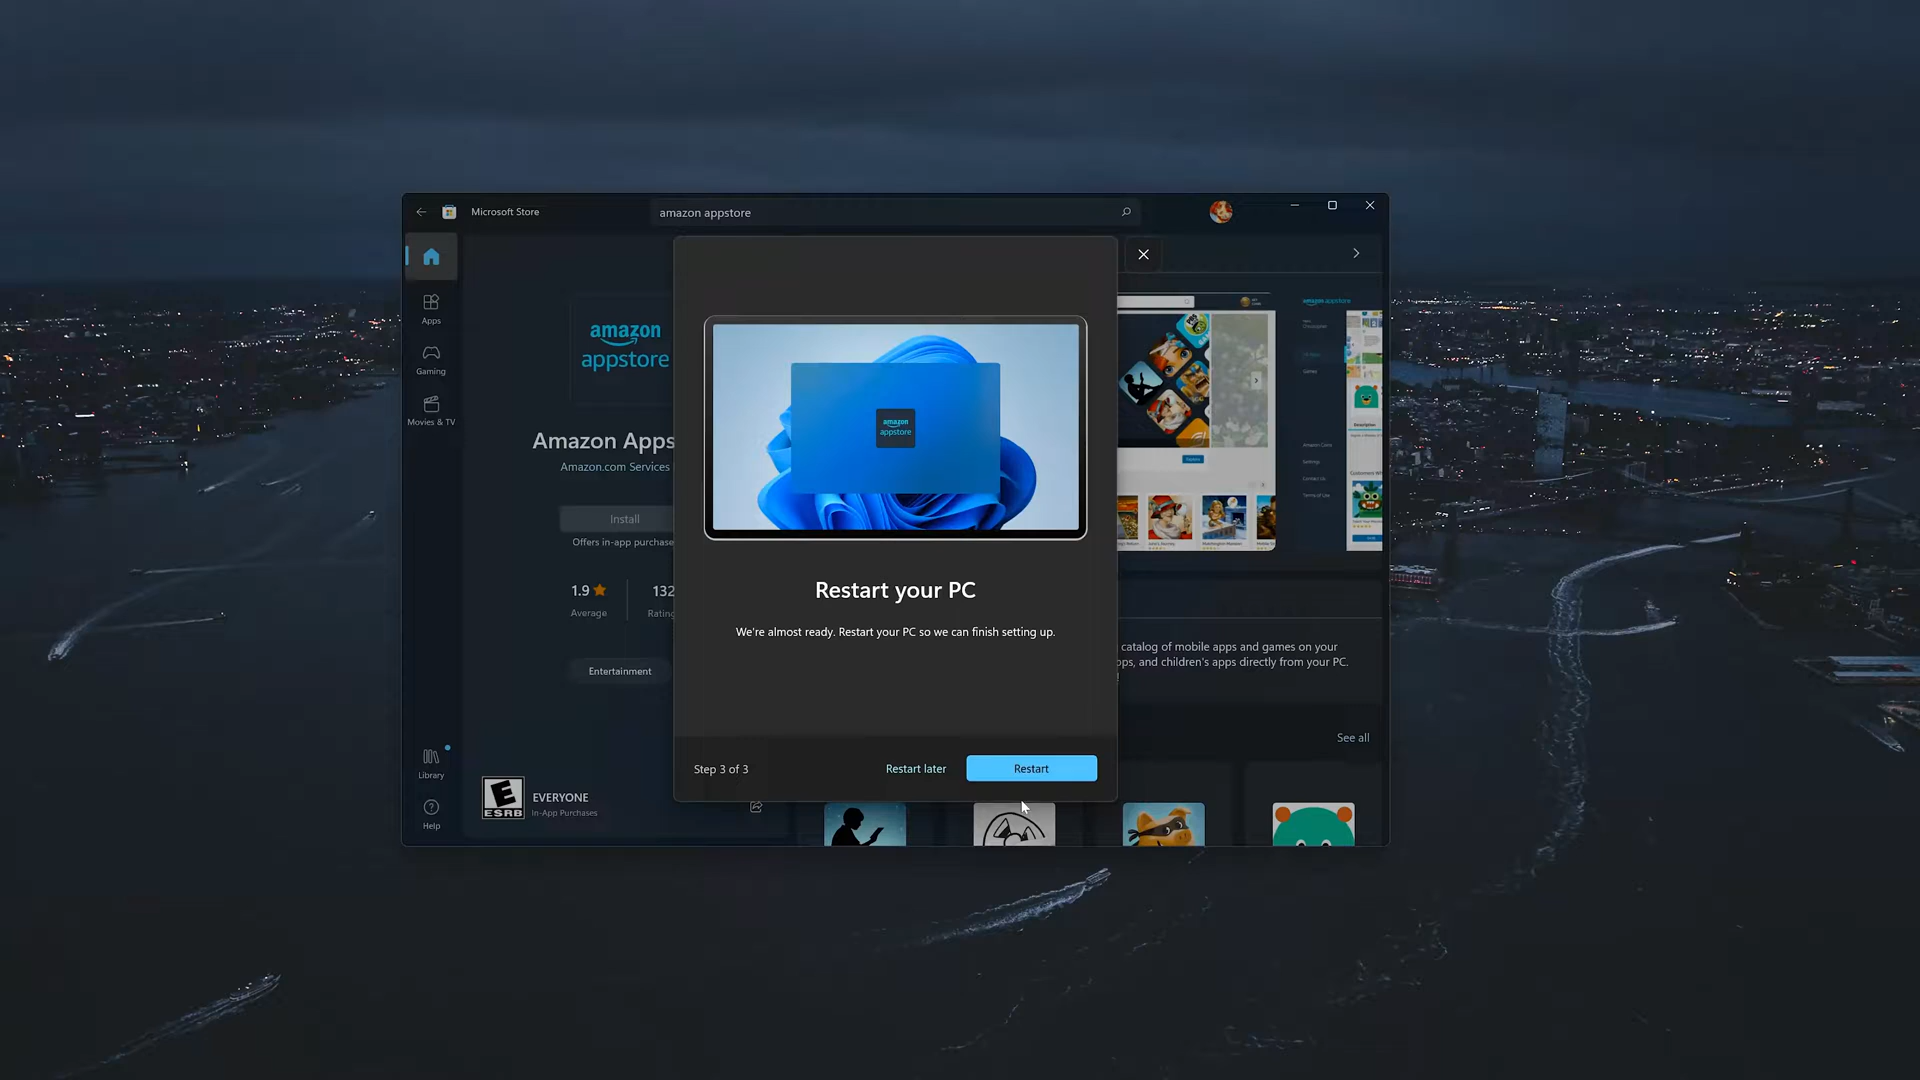 Microsoft Store
amazon appstore
Apps
Gaming
Movies & TV
Library
Help
amazon
appstore
Amazon Apps
Amazon.com Services
Install
Offers in-app purchase
1.9
Average
132
Rating
Entertainment
E
ESRB
EVERYONE
In-App Purchases
amazon
appstore
Restart your PC
We're almost ready. Restart your PC so we can finish setting up.
Step 3 of 3
Restart later
Restart
amazon appstore
catalog of mobile apps and games on your
ps, and children's apps directly from your PC.
See all